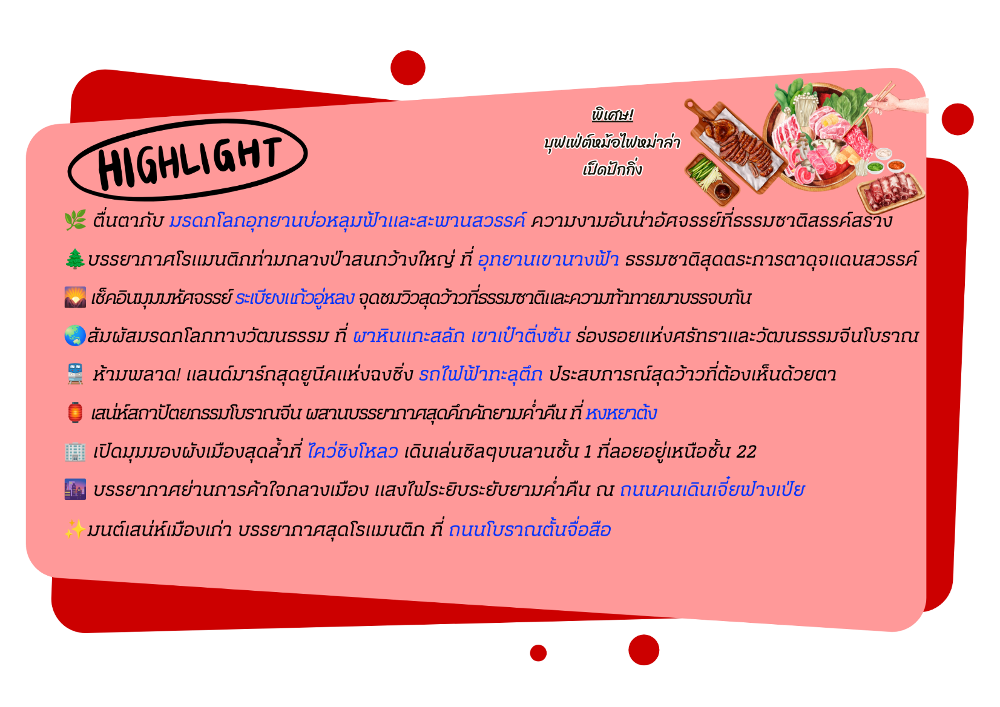 HIGHLIGHT
พิเศษ!
บุฟเฟ่ต์หม้อไฟหม่าล่า
เป็ดปักกิ่ง
🌿 ตื่นตากับ มรดกโลกอุทยานบ่อหลุมฟ้าและสะพานสวรรค์ ความงามอันน่าอัศจรรย์ที่ธรรมชาติสรรค์สร้าง
🌲บรรยากาศโรแมนติกท่ามกลางป่าสนกว้างใหญ่ ที่ อุทยานเขานางฟ้า ธรรมชาติสุดตระการตาดุจแดนสวรรค์
🌄 เช็คอินมุมมหัศจรรย์ ระเบียงแก้วอู่หลง จุดชมวิวสุดว้าวที่ธรรมชาติและความท้าทายมาบรรจบกัน
🌏สัมผัสมรดกโลกทางวัฒนธรรม ที่ ผาหินแกะสลัก เขาเป๋าติ่งซัน ร่องรอยแห่งศรัทธาและวัฒนธรรมจีนโบราณ
🚆 ห้ามพลาด! แลนด์มาร์กสุดยูนีคแห่งฉงชิ่ง รถไฟฟ้าทะลุตึก ประสบการณ์สุดว้าวที่ต้องเห็นด้วยตา
🏮 เสน่ห์สถาปัตยกรรมโบราณจีน ผสานบรรยากาศสุดคึกคักยามค่ำคืน ที่ หงหยาต้ง
🏢 เปิดมุมมองผังเมืองสุดล้ำที่ ไคว่ชิงโหลว เดินเล่นชิลๆบนลานชั้น 1 ที่ลอยอยู่เหนือชั้น 22
🌆 บรรยากาศย่านการค้าใจกลางเมือง แสงไฟระยิบระยับยามค่ำคืน ณ ถนนคนเดินเจี๋ยฟางเป่ย
✨มนต์เสน่ห์เมืองเก่า บรรยากาศสุดโรแมนติก ที่ ถนนโบราณตั้นจื่อสือ